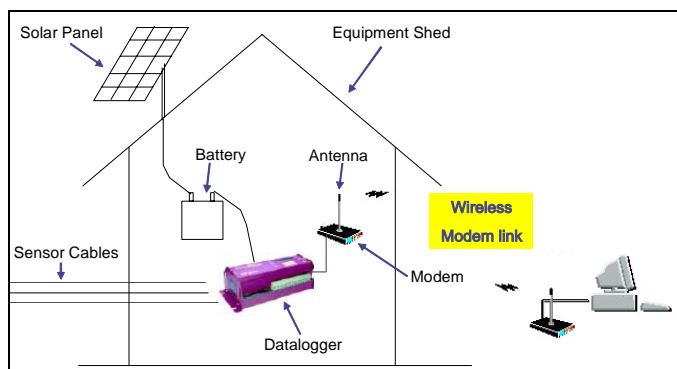 Solar Panel
Equipment Shed
Battery
Antenna
Wireless
Modem link
Sensor Cables
Modem
Datalogger